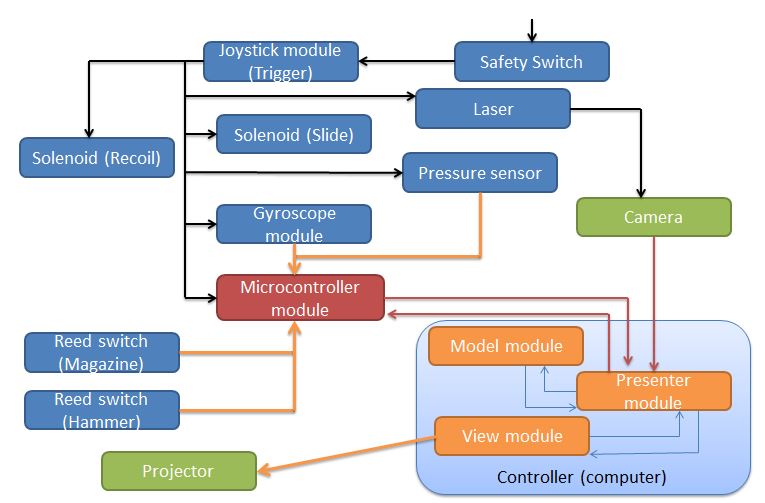 Joystick module
(Trigger)
Safety Switch
Laser
Solenoid (Slide)
Solenoid (Recoil)
Pressure sensor
Gyroscope
module
Camera
Microcontroller
module
Reed switch
(Magazine)
Model module
Presenter
module
Reed switch
(Hammer)
View module
Projector
Controller (computer)